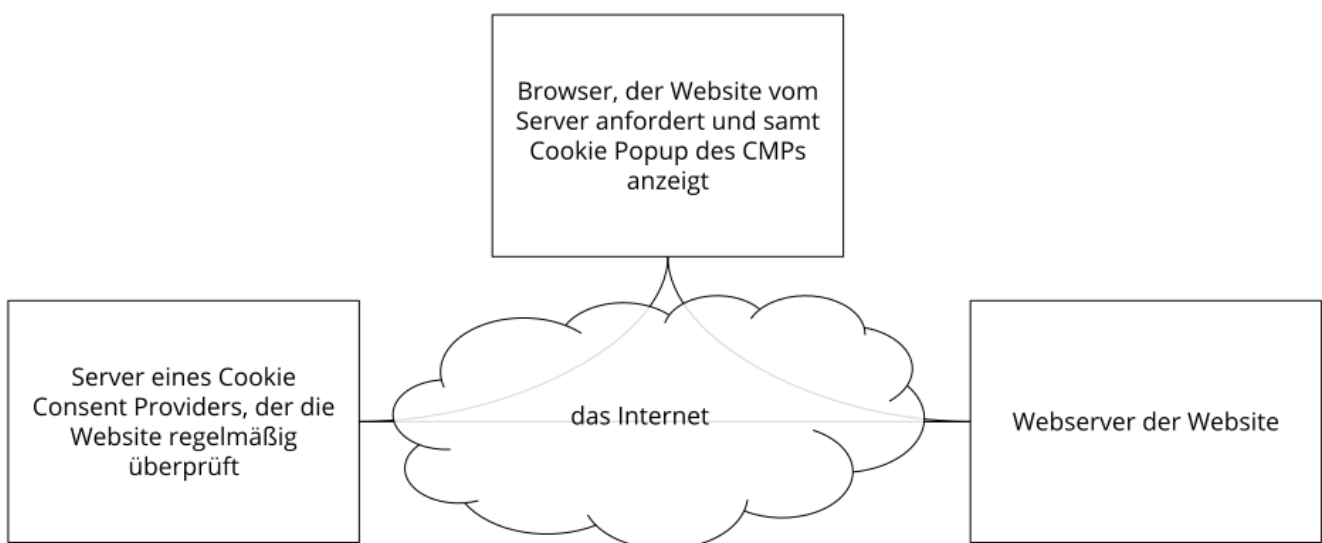 Browser, der Website vom
Server anfordert und samt
Cookie Popup des CMPs
anzeigt
Server eines Cookie
Consent Providers, der die
Website regelmäßig
überprüft
das Internet
Webserver der Website